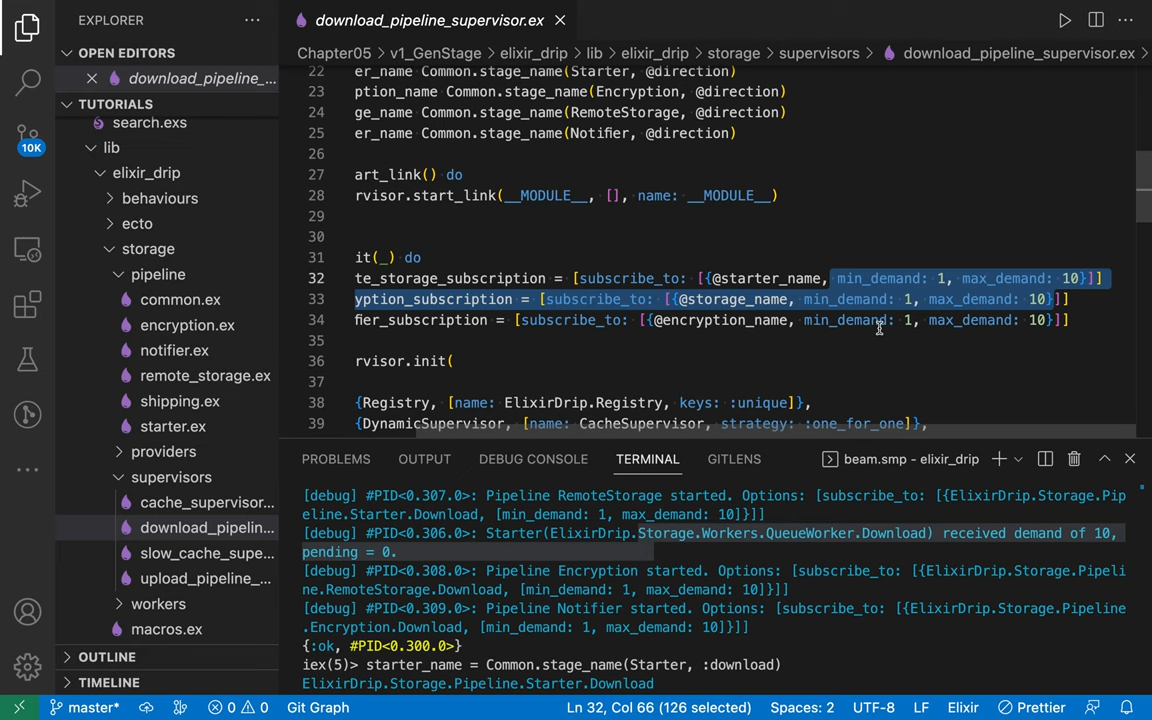 EXPLORER
OPEN EDITORS
download_pipeline_...
TUTORIALS
search.exs
lib
elixir_drip
behaviours
ecto
storage
pipeline
common.ex
encryption.ex
notifier.ex
remote_storage.ex
shipping.ex
starter.ex
providers
supervisors
cache_supervisor...
download_pipelin...
slow_cache_supe...
upload_pipeline_...
workers
macros.ex
OUTLINE
TIMELINE
10K
download_pipeline_supervisor.ex
Chapter05 > v1_GenStage > elixir_drip > lib > elixir_drip > storage > supervisors > download_pipeline_supervisor.ex >
22 er_name Common.stage_name(Starter, @direction)
23 ption_name Common.stage_name(Encryption, @direction)
24 ge_name Common.stage_name(RemoteStorage, @direction)
25 er_name Common.stage_name(Notifier, @direction)
26
27 art_link() do
28 rvisor.start_link(__MODULE__, [], name: __MODULE__)
29
30
31 it(_) do
32 te_storage_subscription = [subscribe_to: [{@starter_name, min_demand: 1, max_demand: 10}]]
33 yption_subscription = [subscribe_to: [{@storage_name, min_demand: 1, max_demand: 10}]]
34 fier_subscription = [subscribe_to: [{@encryption_name, min_demand: 1, max_demand: 10}]]
35
36 rvisor.init(
37
38 {Registry, [name: ElixirDrip.Registry, keys: :unique]},
39 {DynamicSupervisor, [name: CacheSupervisor, strategy: :one_for_one]},
PROBLEMS OUTPUT DEBUG CONSOLE TERMINAL GITLENS beam.smp - elixir_drip
[debug] #PID<0.307.0>: Pipeline RemoteStorage started. Options: [subscribe_to: [{ElixirDrip.Storage.Pip
eline.Starter.Download, [min_demand: 1, max_demand: 10]}]]
[debug] #PID<0.306.0>: Starter(ElixirDrip.Storage.Workers.QueueWorker.Download) received demand of 10,
pending = 0.
[debug] #PID<0.308.0>: Pipeline Encryption started. Options: [subscribe_to: [{ElixirDrip.Storage.Pipeli
ne.RemoteStorage.Download, [min_demand: 1, max_demand: 10]}]]
[debug] #PID<0.309.0>: Pipeline Notifier started. Options: [subscribe_to: [{ElixirDrip.Storage.Pipeline
.Encryption.Download, [min_demand: 1, max_demand: 10]}]]
{:ok, #PID<0.300.0>}
iex(5)> starter_name = Common.stage_name(Starter, :download)
ElixirDrip.Storage.Pipeline.Starter.Download
master* 0 0 Git Graph Ln 32, Col 66 (126 selected) Spaces: 2 UTF-8 LF Elixir Prettier